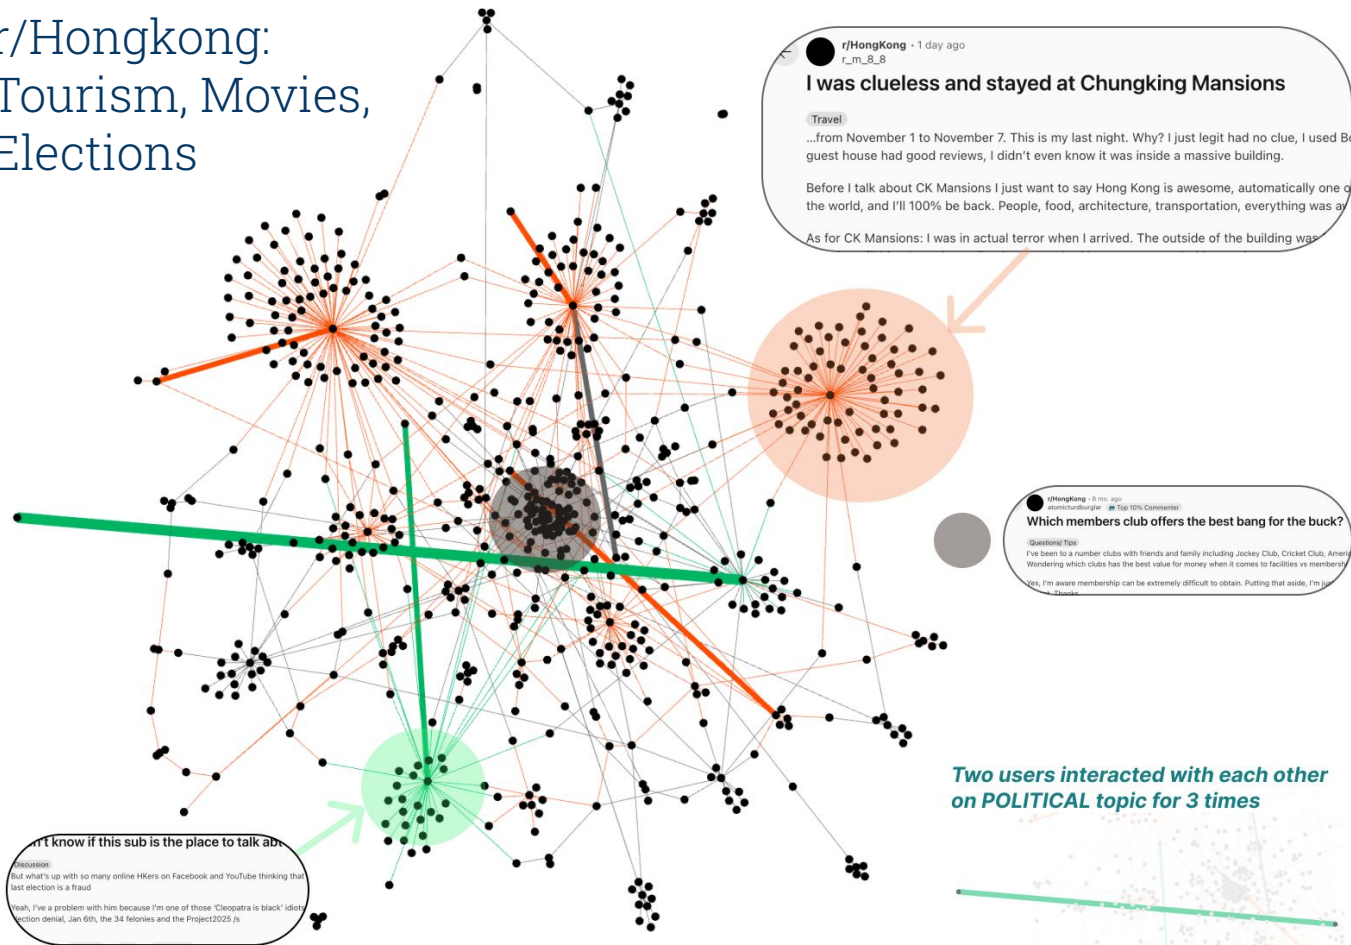 r/Hongkong:
Tourism, Movies,
Elections
r/HongKong • 1 day ago
r_m_8_8
I was clueless and stayed at Chungking Mansions
Travel
...from November 1 to November 7. This is my last night. Why? I just legit had no clue, I used
guest house had good reviews, I didn't even know it was inside a massive building.
Before I talk about CK Mansions I just want to say Hong Kong is awesome, automatically one
the world, and I'll 100% be back. People, food, architecture, transportation, everything was
As for CK Mansions: I was in actual terror when I arrived. The outside of the building was
r/HongKong • 8 mo. ago
atomicturdburglar Top 10% Commenter
Which members club offers the best bang for the buck?
Questions/ Tips
I've been to a number clubs with friends and family including Jockey Club, Cricket Club,
Wondering which clubs has the best value for money when it comes to facilities vs
Yes, I'm aware membership can be extremely difficult to obtain. Putting that aside, I'm
Thanks
Two users interacted with each other
on POLITICAL topic for 3 times
know if this sub is the place to talk
Discussion
But what's up with so many online HKers on Facebook and YouTube thinking that
last election is a fraud
Yeah, I've a problem with him because I'm one of those 'Cleopatra is black' idiots
election denial, Jan 6th, the 34 felonies and the Project2025 /s